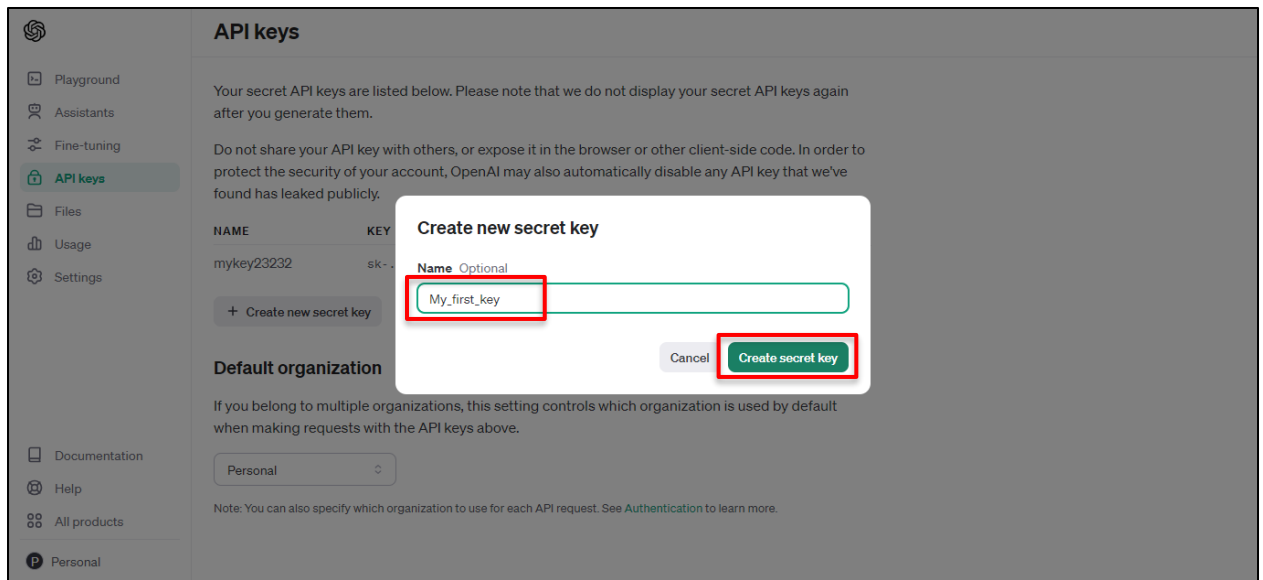 API keys
Playground
Assistants
Fine-tuning
API keys
Files
Usage
Settings
Documentation
Help
All products
P Personal
Your secret API keys are listed below. Please note that we do not display your secret API keys again
after you generate them.
Do not share your API key with others, or expose it in the browser or other client-side code. In order to
protect the security of your account, OpenAI may also automatically disable any API key that we've
found has leaked publicly.
NAME KEY
mykey23232 sk-.
+ Create new secret key
Create new secret key
Name Optional
My_first_key
Cancel Create secret key
Default organization
If you belong to multiple organizations, this setting controls which organization is used by default
when making requests with the API keys above.
Personal
Note: You can also specify which organization to use for each API request. See Authentication to learn more.